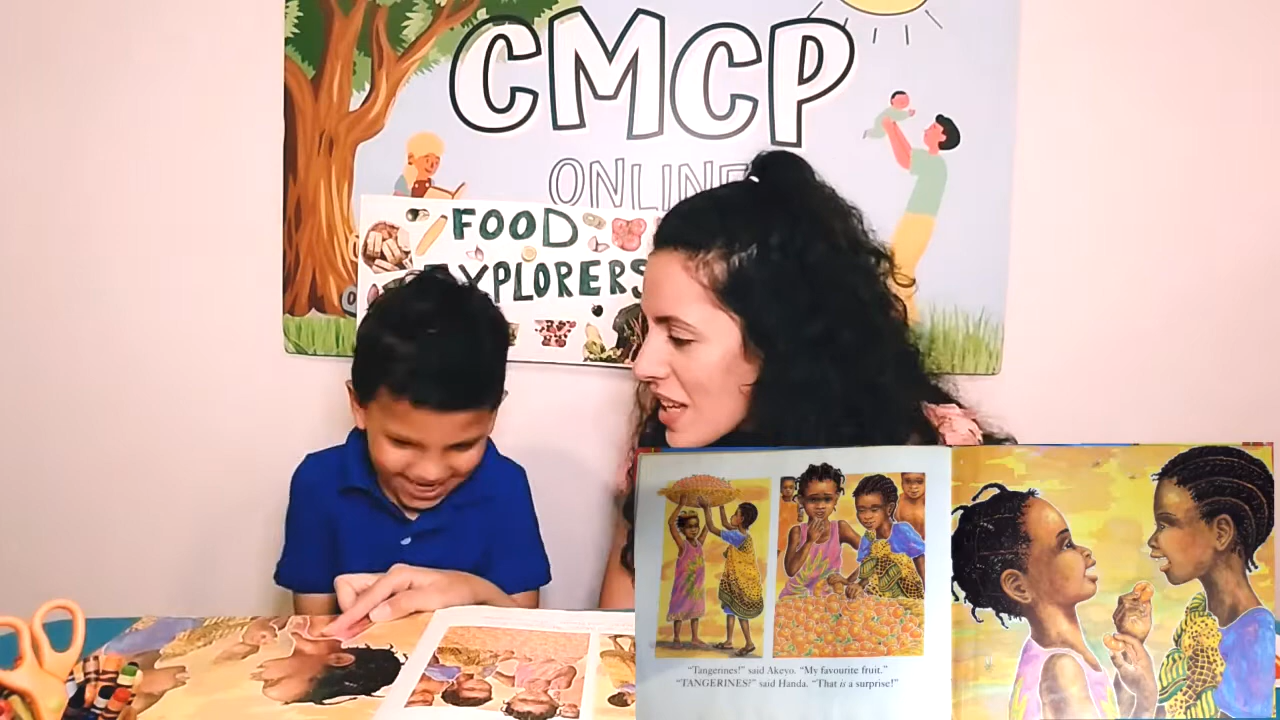 CMCP
ONLINE
FOOD
EXPLORERS
"Tangerines!" said Akeyo. "My favourite fruit."
"TANGERINES?" said Handa. "That is a surprise!"